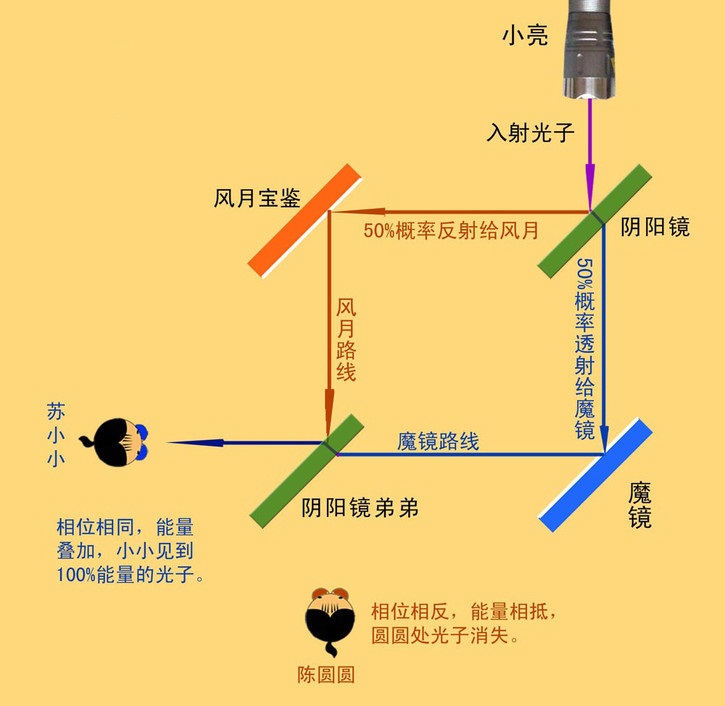 小亮
入射光子
风月宝鉴
50%概率反射给风月
阴阳镜
50%概率透射给魔镜
风月路线
苏小小
魔镜路线
阴阳镜弟弟
魔镜
相位相同，能量
叠加，小小见到
100%能量的光子。
相位相反，能量相抵，
圆圆处光子消失。
陈圆圆